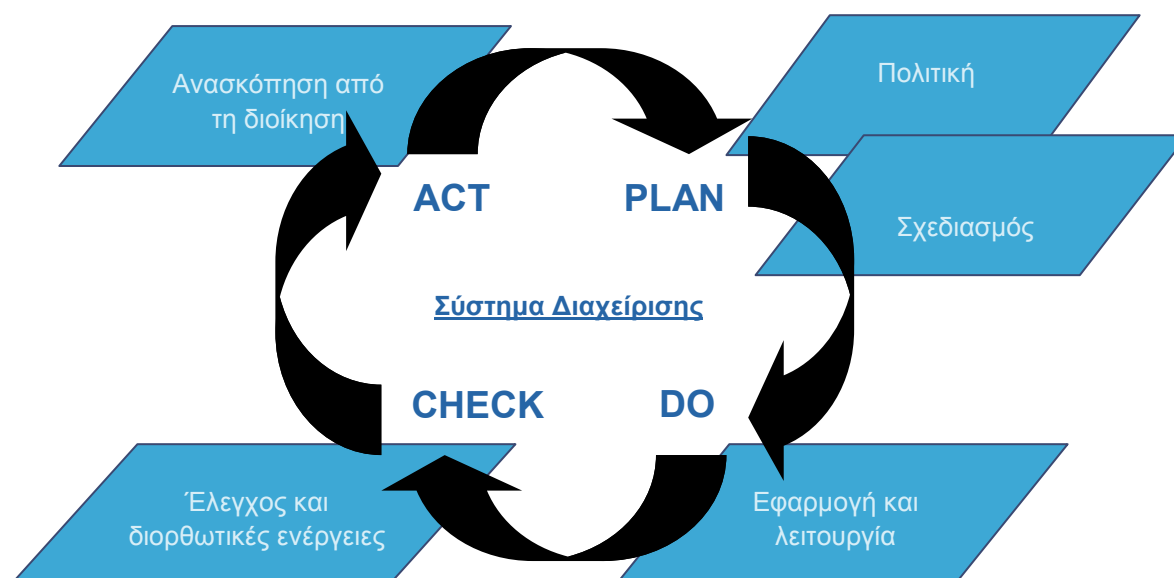 Ανασκόπηση από
τη διοίκηση
Πολιτική
ACT
PLAN
Σχεδιασμός
Σύστημα Διαχείρισης
CHECK
DO
Έλεγχος και
διορθωτικές ενέργειες
Εφαρμογή και
λειτουργία